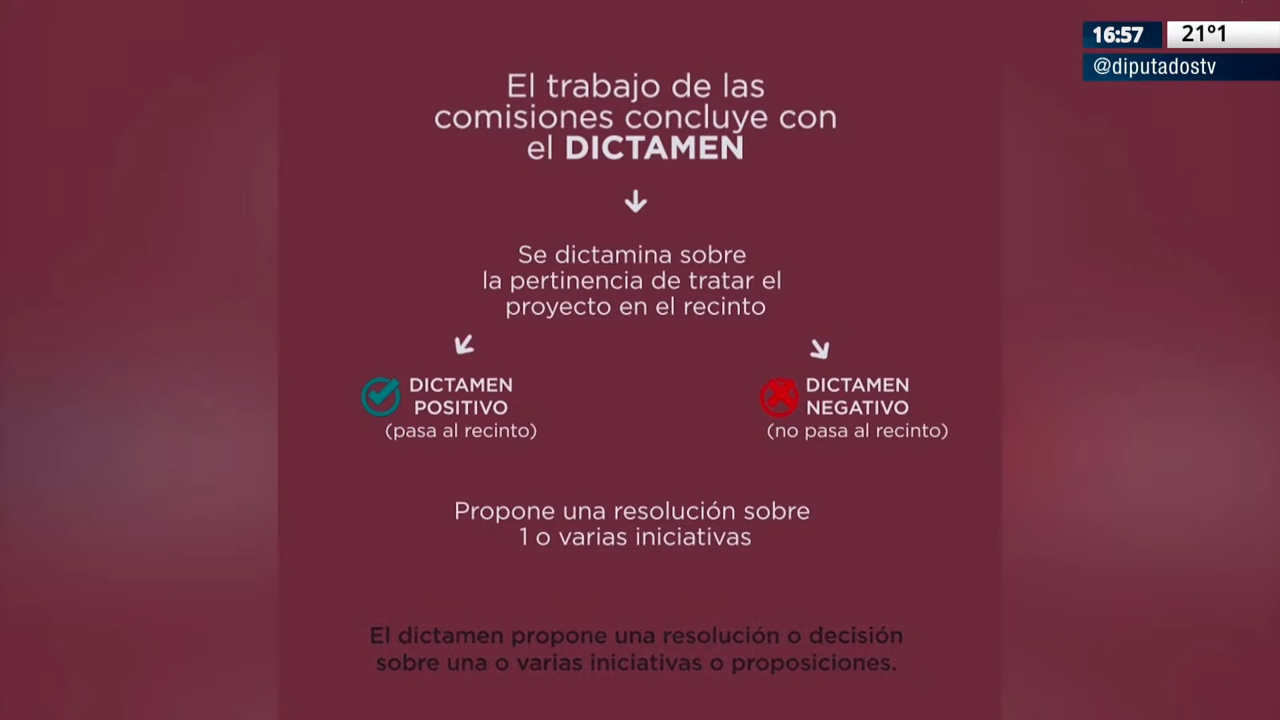 16:57
21º1
@diputadostv
El trabajo de las
comisiones concluye con
el DICTAMEN
Se dictamina sobre
la pertinencia de tratar el
proyecto en el recinto
DICTAMEN
POSITIVO
(pasa al recinto)
DICTAMEN
NEGATIVO
(no pasa al recinto)
Propone una resolución sobre
1 o varias iniciativas
El dictamen propone una resolución o decisión
sobre una o varias iniciativas o proposiciones.